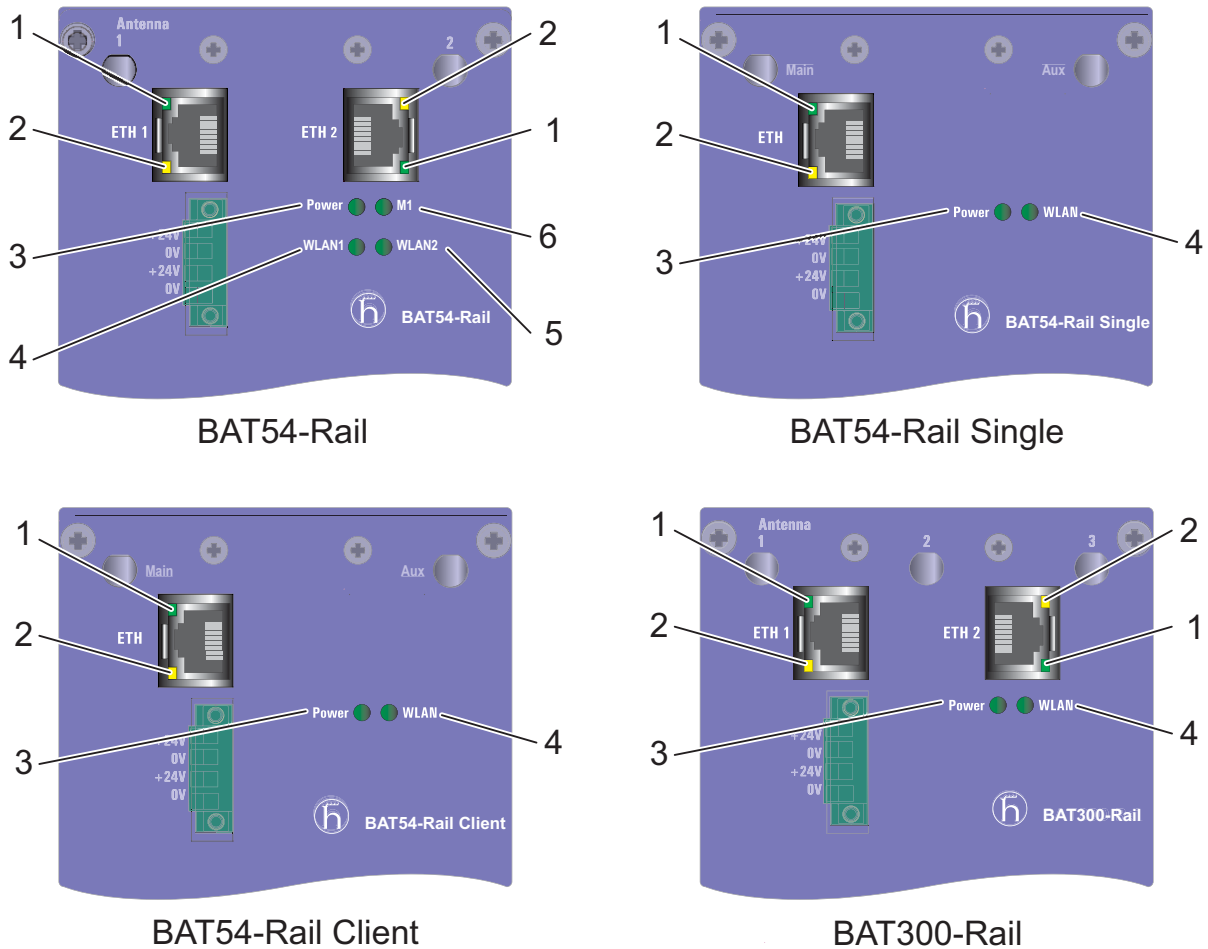 1
Antenna
1
2
2
ETH 1
ETH 2
2
1
Power
M1
+24V
0V
+24V
0V
WLAN1
WLAN2
3
6
4
5
BAT54-Rail
BAT54-Rail
1
Main
Aux
2
ETH
Power
WLAN
+24V
0V
+24V
0V
3
4
BAT54-Rail Single
BAT54-Rail Single
1
Main
Aux
2
ETH
Power
WLAN
+24V
0V
+24V
0V
3
4
BAT54-Rail Client
BAT54-Rail Client
1
Antenna
1
2
3
2
2
ETH 1
ETH 2
1
Power
WLAN
+24V
0V
+24V
0V
3
4
BAT300-Rail
BAT300-Rail